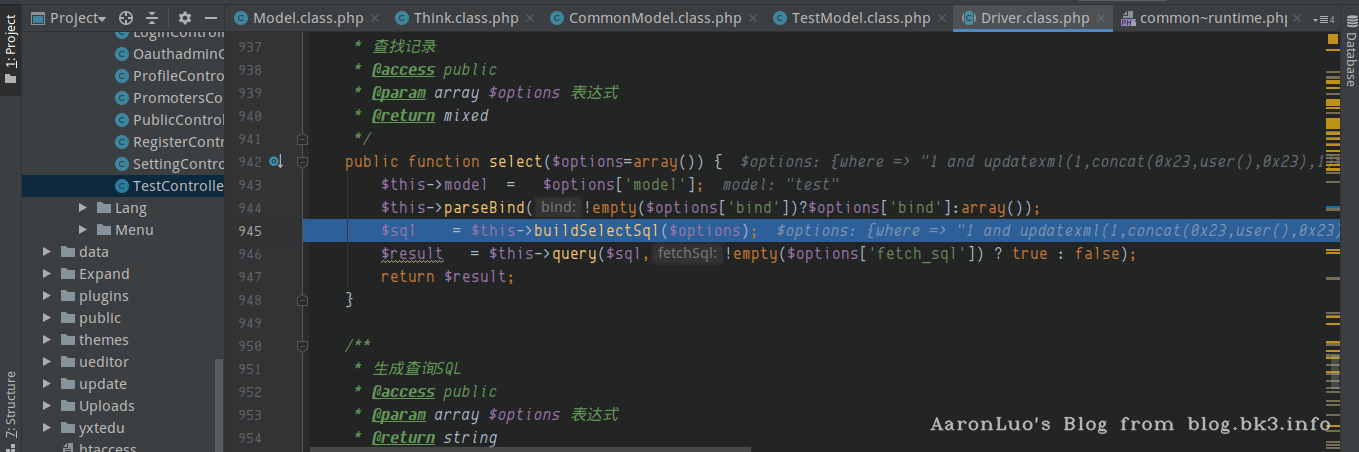 Project
Model.class.php
Think.class.php
CommonModel.class.php
TestModel.class.php
Driver.class.php
common~runtime.php
4
1: Project
7: Structure
Database
LoginControlle
OauthadminC
ProfileContro
PromotersCo
PublicControl
RegisterContr
SettingContro
TestControlle
Lang
Menu
data
Expand
plugins
public
themes
ueditor
update
Uploads
yxtedu
htaccess
937 * 查找记录
938 * @access public
939 * @param array $options 表达式
940 * @return mixed
941 */
942 public function select($options=array()) { $options: {where => "1 and updatexml(1,concat(0x23,user(),0x23),1)
943 $this->model = $options['model']; model: "test"
944 $this->parseBind( bind: !empty($options['bind'])?$options['bind']:array());
945 $sql = $this->buildSelectSql($options); $options: {where => "1 and updatexml(1,concat(0x23,user(),0x23)
946 $result = $this->query($sql, fetchSql: !empty($options['fetch_sql']) ? true : false);
947 return $result;
948 }
949
950 /**
951 * 生成查询SQL
952 * @access public
953 * @param array $options 表达式
954 * @return string
AaronLuo's Blog from blog.bk3.info